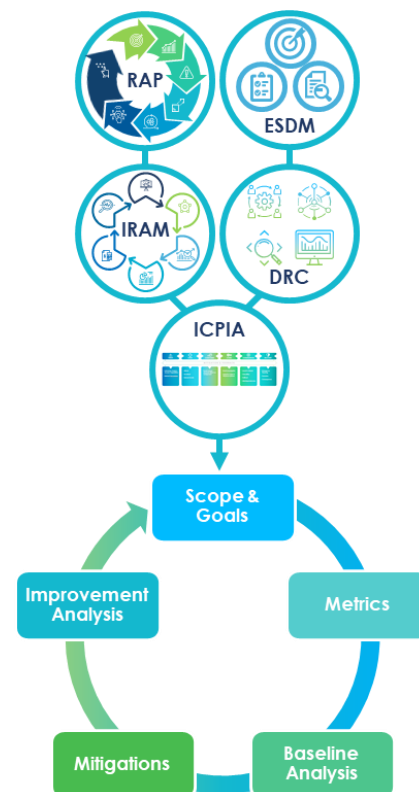 RAP
ESDM
IRAM
DRC
ICPIA
Scope &
Goals
Improvement
Analysis
Metrics
Mitigations
Baseline
Analysis